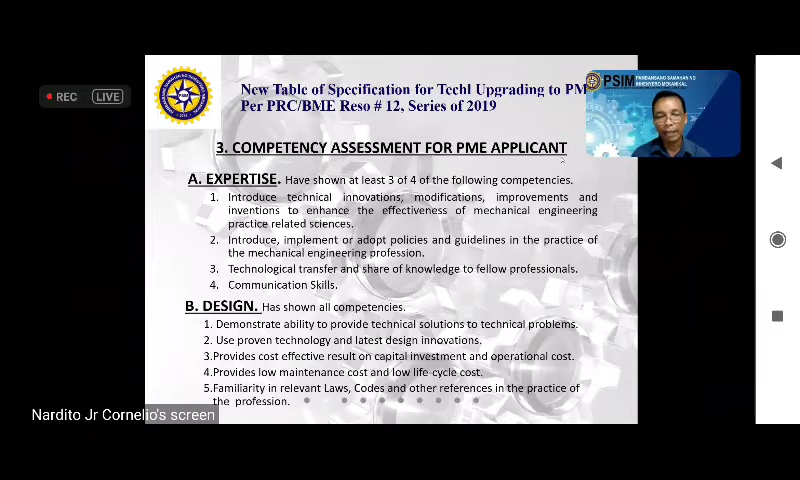 REC LIVE
New Table of Specification for Techl Upgrading to PM
Per PRC/BME Reso # 12, Series of 2019
PSIM PAMBANSANG SAMAHAN NG
INHENYERO MEKANIKAL
3. COMPETENCY ASSESSMENT FOR PME APPLICANT
A. EXPERTISE. Have shown at least 3 of 4 of the following competencies.
1. Introduce technical innovations, modifications, improvements and
inventions to enhance the effectiveness of mechanical engineering
practice related sciences.
2. Introduce, implement or adopt policies and guidelines in the practice of
the mechanical engineering profession.
3. Technological transfer and share of knowledge to fellow professionals.
4. Communication Skills.
B. DESIGN. Has shown all competencies.
1. Demonstrate ability to provide technical solutions to technical problems.
2. Use proven technology and latest design innovations.
3.Provides cost effective result on capital investment and operational cost.
4.Provides low maintenance cost and low life-cycle cost.
5.Familiarity in relevant Laws, Codes and other references in the practice of
the profession.
Nardito Jr Cornelio's screen